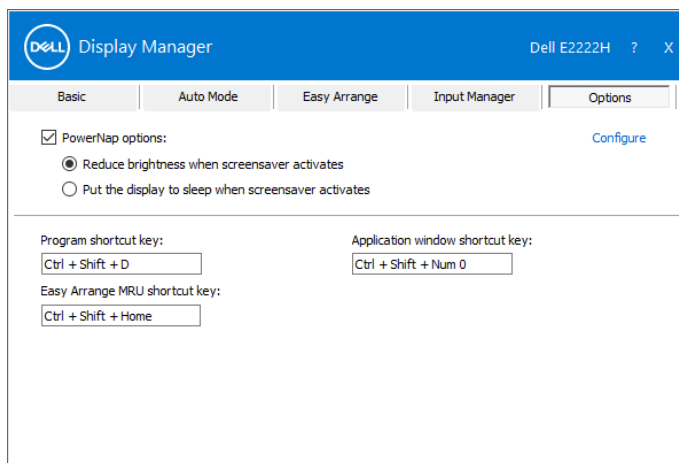 DELL Display Manager Dell E2222H ? X
Basic Auto Mode Easy Arrange Input Manager Options
PowerNap options: Configure
Reduce brightness when screensaver activates
Put the display to sleep when screensaver activates
Program shortcut key: Application window shortcut key:
Ctrl + Shift + D Ctrl + Shift + Num 0
Easy Arrange MRU shortcut key:
Ctrl + Shift + Home